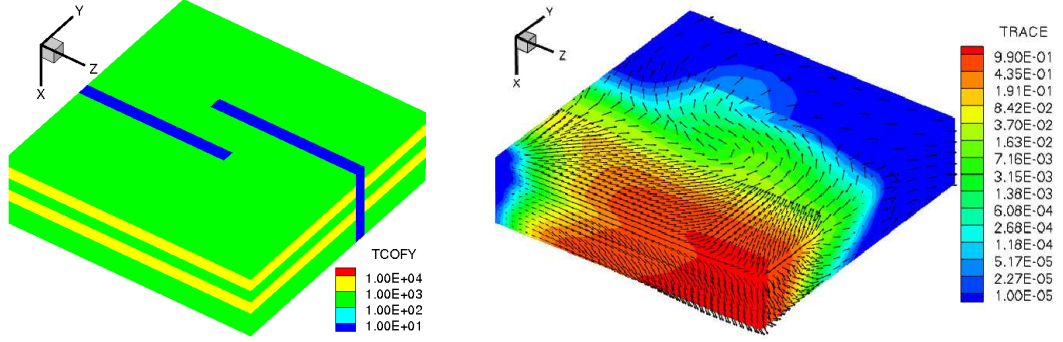 Y
Z
X
TCOFY
1.00E+04
1.00E+03
1.00E+02
1.00E+01
Y
Z
X
TRACE
9.90E-01
4.35E-01
1.91E-01
8.42E-02
3.70E-02
1.63E-02
7.16E-03
3.15E-03
1.38E-03
6.08E-04
2.68E-04
1.18E-04
5.17E-05
2.27E-05
1.00E-05